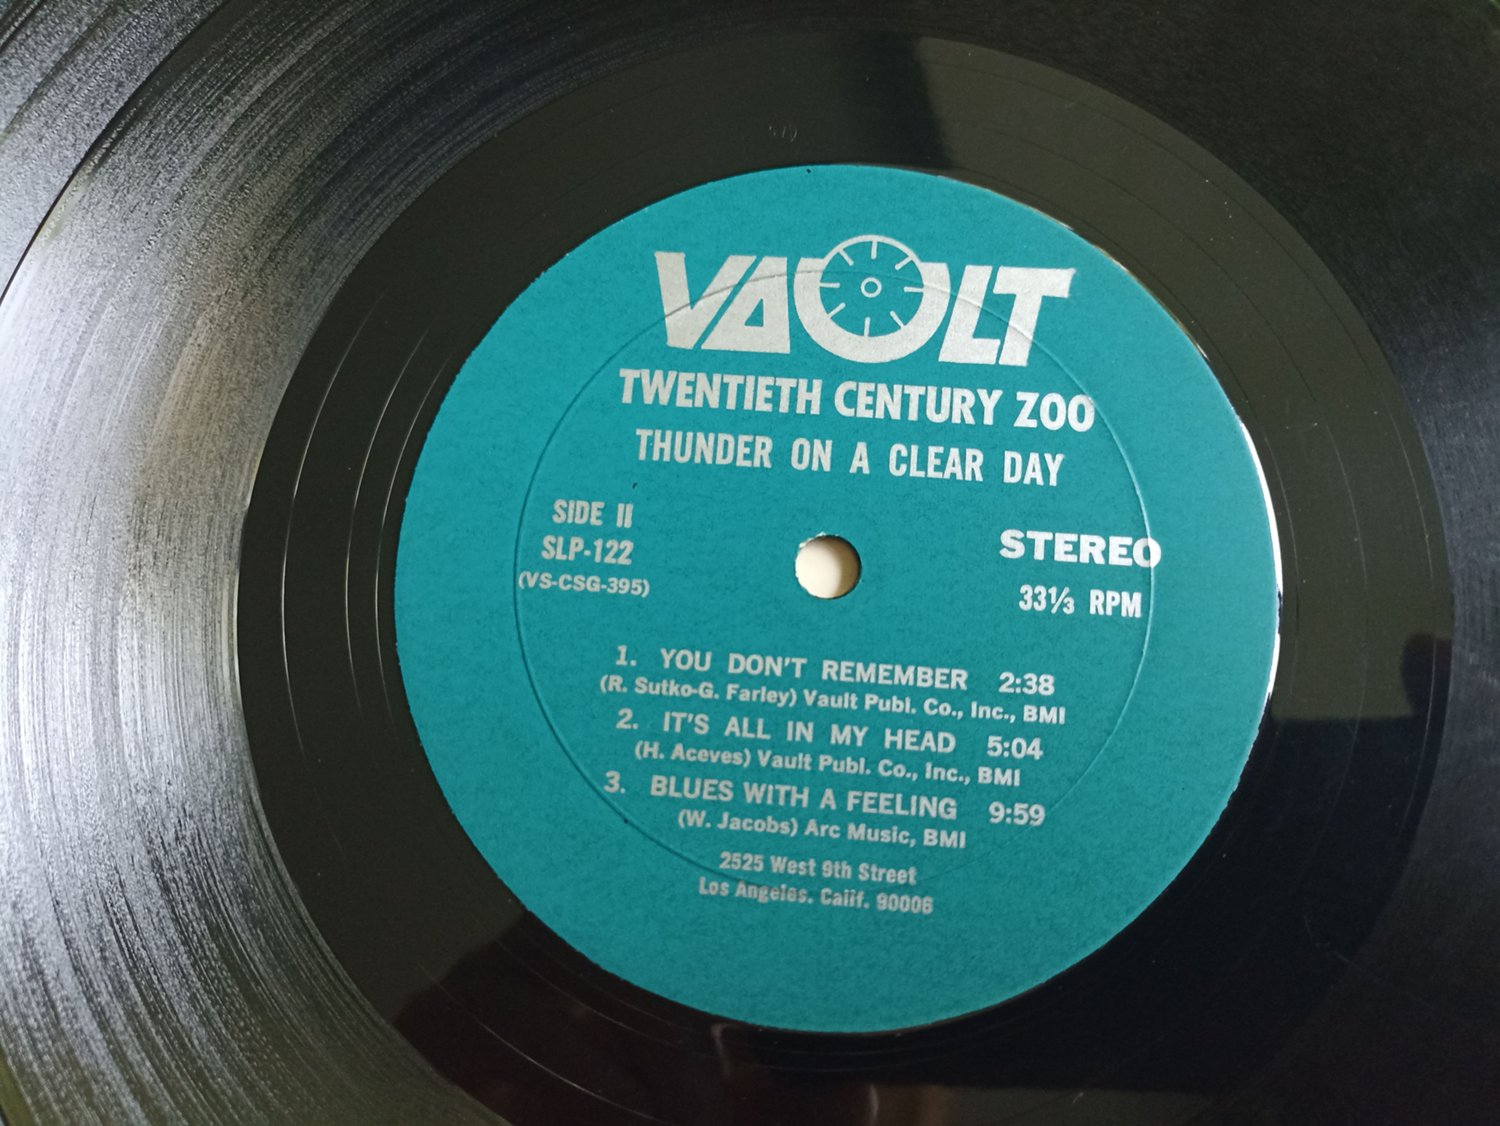 VAULT
TWENTIETH CENTURY ZOO
THUNDER ON A CLEAR DAY
SIDE II
SLP-122
(VS-CSG-395)
STEREO
33⅓ RPM
1. YOU DON'T REMEMBER 2:38
(R. Sutko-G. Farley) Vault Publ. Co., Inc., BMI
2. IT'S ALL IN MY HEAD 5:04
(H. Aceves) Vault Publ. Co., Inc., BMI
3. BLUES WITH A FEELING 9:59
(W. Jacobs) Arc Music, BMI
2525 West 9th Street
Los Angeles, Calif. 90006